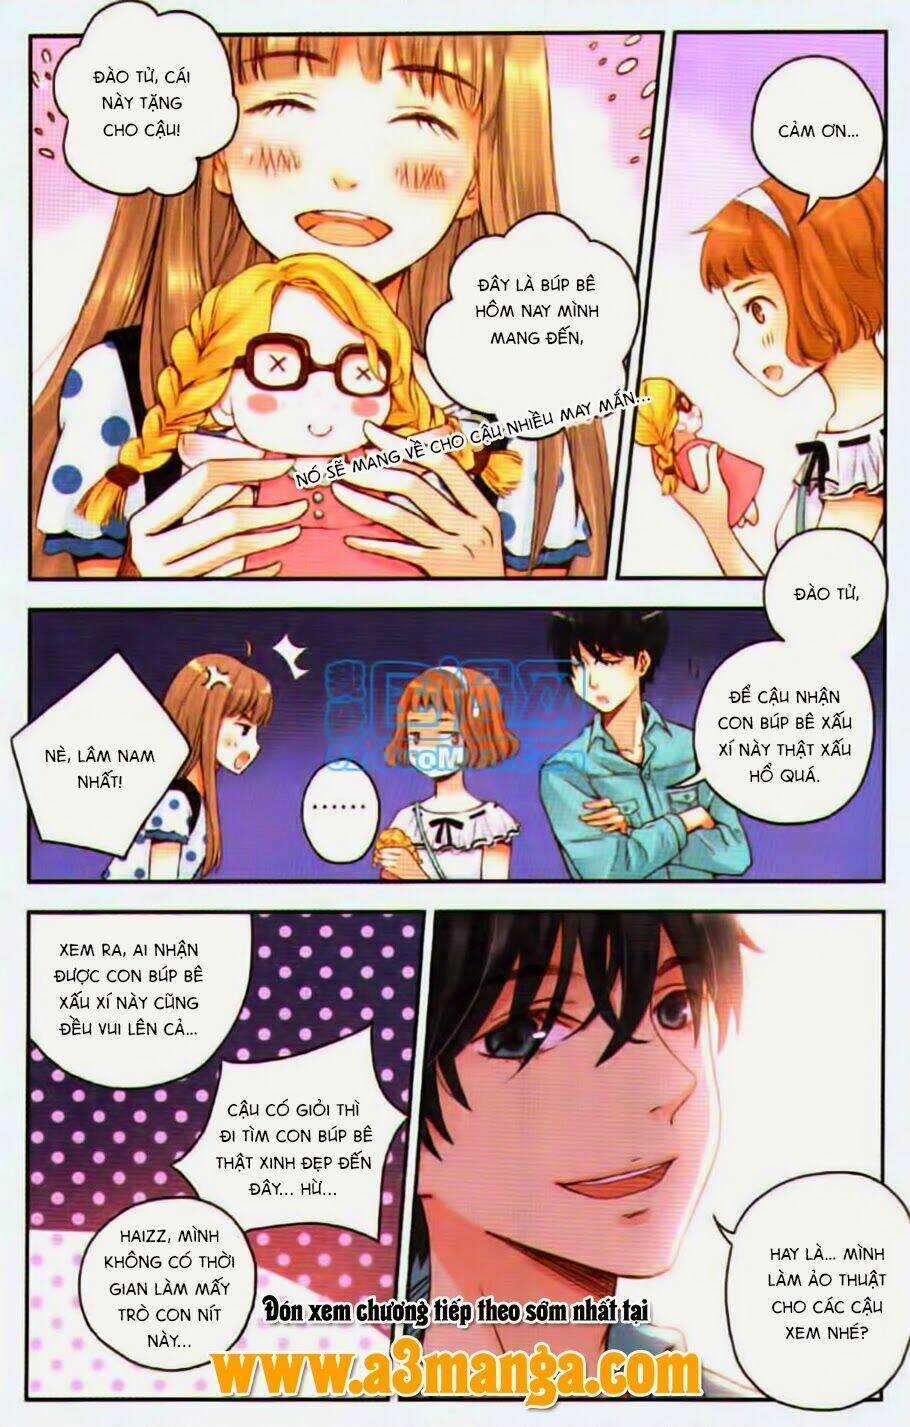 ĐÀO TỬ, CÁI
NÀY TẶNG
CHO CẬU!
ĐÂY LÀ BÚP BÊ
HÔM NAY MÌNH
MANG ĐẾN,
NÓ SẼ MANG VỀ CHO CẬU NHIỀU MAY MẮN...
CẢM ƠN...
ĐÀO TỬ,
ĐỂ CẬU NHẬN
CON BÚP BÊ XẤU
XÍ NÀY THẬT XẤU
HỔ QUÁ.
......
NÈ, LÂM NAM
NHẤT!
XEM RA, AI NHẬN
ĐƯỢC CON BÚP BÊ
XẤU XÍ NÀY CŨNG
ĐỀU VUI LÊN CẢ...
CẬU CÓ GIỎI THÌ
ĐI TÌM CON BÚP BÊ
THẬT XINH ĐẸP ĐẾN
ĐÂY... HỪ...
HAIZZ, MÌNH
KHÔNG CÓ THỜI
GIAN LÀM MẤY
TRÒ CON NÍT
NÀY...
HAY LÀ... MÌNH
LÀM ẢO THUẬT
CHO CÁC CẬU
XEM NHÉ?
Đón xem chương tiếp theo sớm nhất tại
www.a3manga.com